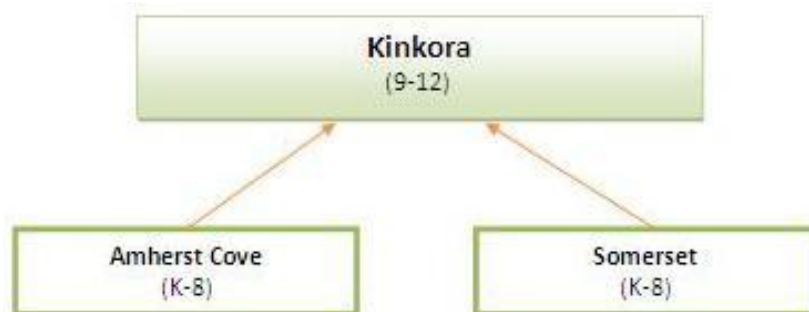 Kinkora
(9-12)
Amherst Cove
(K-8)
Somerset
(K-8)